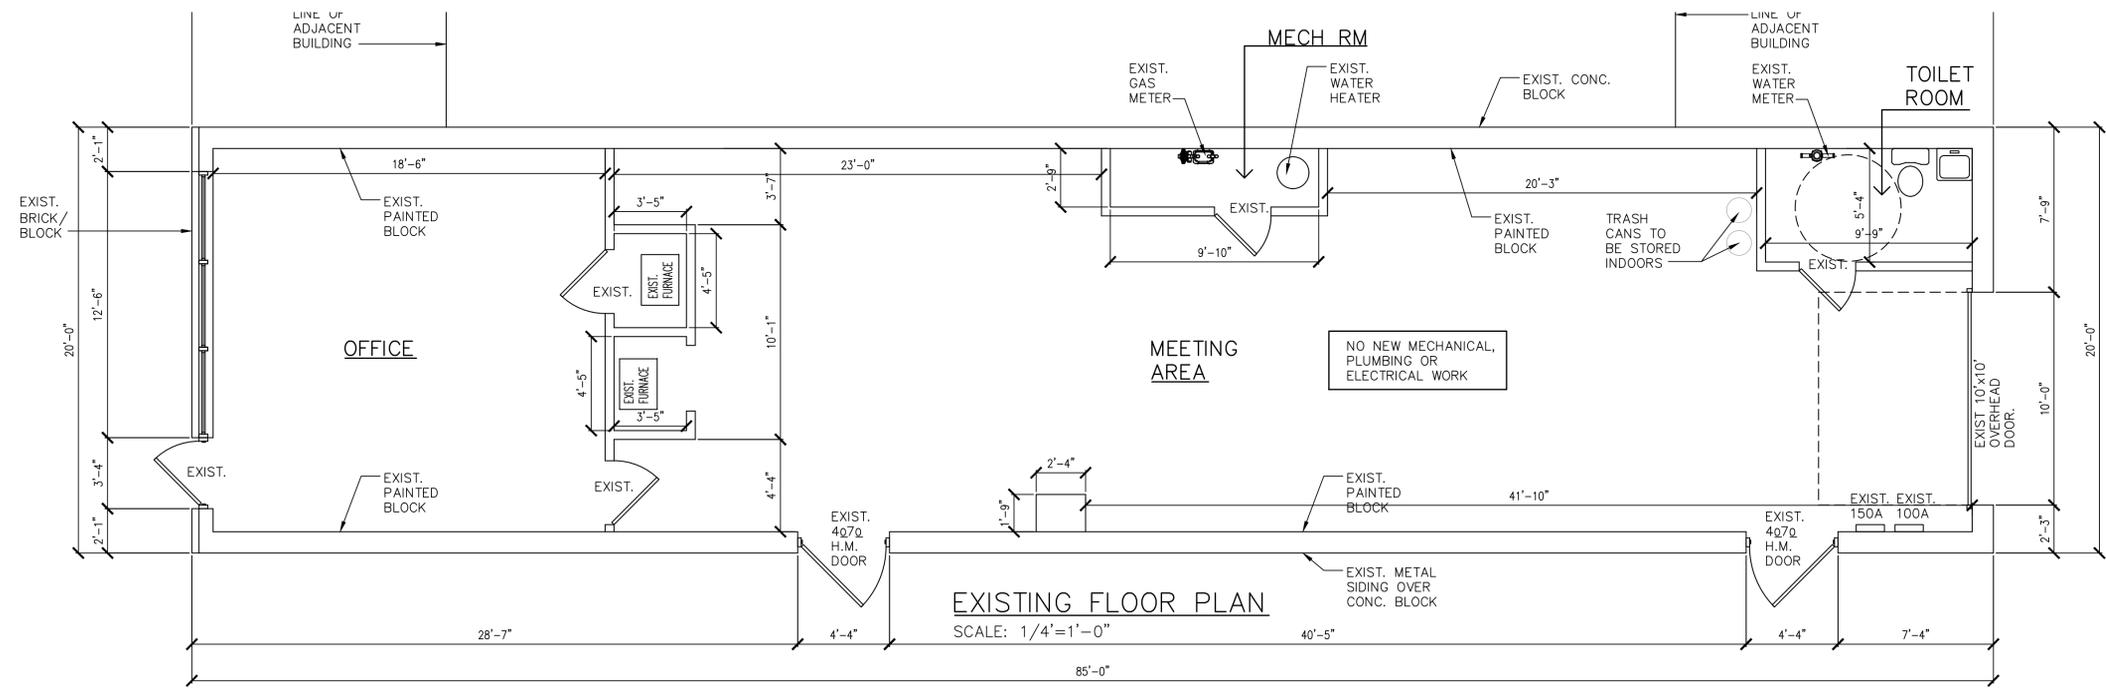 LINE OF
ADJACENT
BUILDING
MECH RM
LINE OF
ADJACENT
BUILDING
EXIST.
GAS
METER
EXIST.
WATER
HEATER
EXIST. CONC.
BLOCK
EXIST.
WATER
METER
TOILET
ROOM
2'-1"
18'-6"
23'-0"
3'-7"
2'-9"
20'-3"
5'-4"
9'-9"
7'-9"
EXIST.
BRICK/
BLOCK
EXIST.
PAINTED
BLOCK
3'-5"
EXIST.
9'-10"
EXIST.
PAINTED
BLOCK
TRASH
CANS TO
BE STORED
INDOORS
EXIST.
12'-6"
20'-0"
EXIST.
EXIST.
FURNACE
4'-5"
10'-1"
OFFICE
MEETING
AREA
NO NEW MECHANICAL,
PLUMBING OR
ELECTRICAL WORK
20'-0"
10'-0"
EXIST 10'x10'
OVERHEAD
DOOR.
4'-5"
EXIST.
FURNACE
3'-5"
EXIST.
3'-4"
EXIST.
PAINTED
BLOCK
EXIST.
4'-4"
2'-4"
1'-9"
EXIST.
PAINTED
BLOCK
41'-10"
EXIST.
150A
EXIST.
100A
2'-1"
EXIST.
4070
H.M.
DOOR
EXIST.
4070
H.M.
DOOR
2'-3"
EXIST. METAL
SIDING OVER
CONC. BLOCK
EXISTING FLOOR PLAN
SCALE: 1/4'=1'-0"
28'-7"
4'-4"
40'-5"
4'-4"
7'-4"
85'-0"